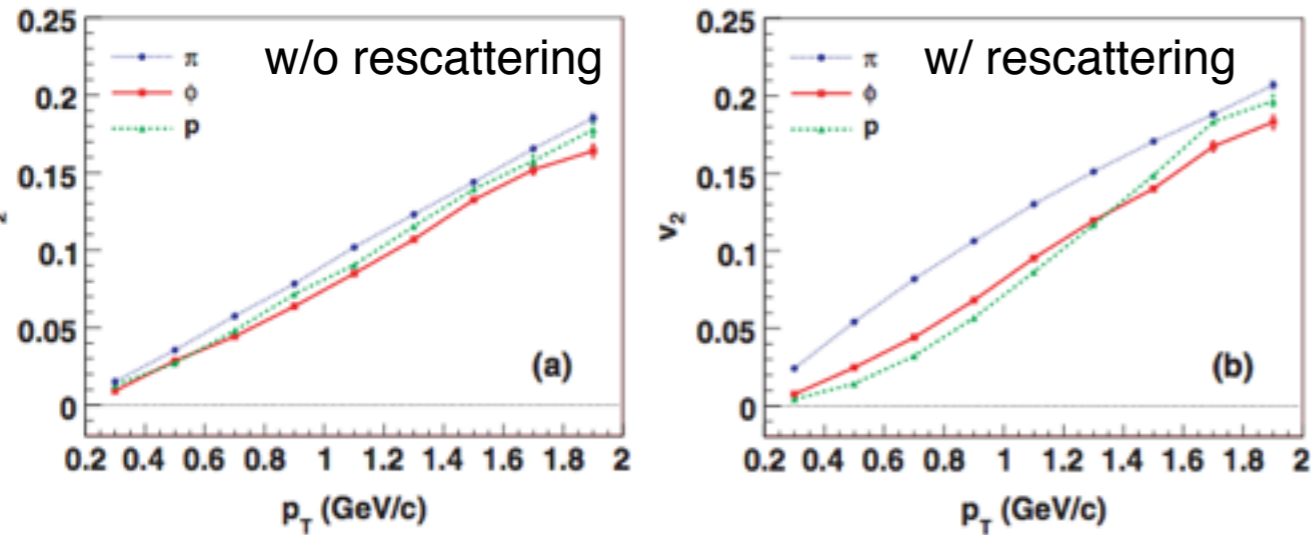 w/o rescattering
π
ϕ
p
0.25
0.2
0.15
0.1
0.05
0
(a)
0.2 0.4 0.6 0.8 1 1.2 1.4 1.6 1.8 2
p_T (GeV/c)
w/ rescattering
π
ϕ
p
0.25
0.2
0.15
0.1
0.05
0
v_2
(b)
0.2 0.4 0.6 0.8 1 1.2 1.4 1.6 1.8 2
p_T (GeV/c)